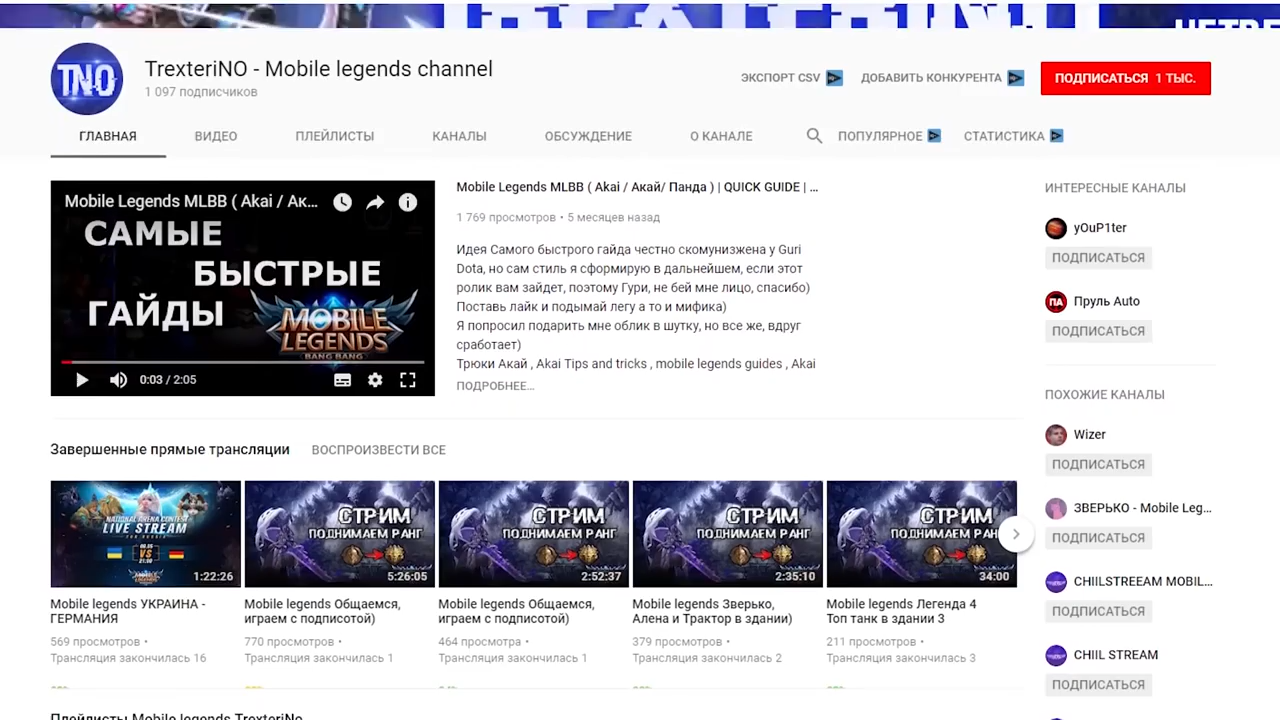 TNO
TrexteriNO - Mobile legends channel
1 097 подписчиков
ЭКСПОРТ CSV
ДОБАВИТЬ КОНКУРЕНТА
ПОДПИСАТЬСЯ 1 ТЫС.
ГЛАВНАЯ
ВИДЕО
ПЛЕЙЛИСТЫ
КАНАЛЫ
ОБСУЖДЕНИЕ
О КАНАЛЕ
ПОПУЛЯРНОЕ
СТАТИСТИКА
Mobile Legends MLBB ( Akai / Ак...
САМЫЕ
БЫСТРЫЕ
ГАЙДЫ
MOBILE
LEGENDS
BANG BANG
0:03 / 2:05
Mobile Legends MLBB ( Akai / Акай/ Панда ) | QUICK GUIDE | ...
1 769 просмотров • 5 месяцев назад
Идея Самого быстрого гайда честно скомунизжена у Guri
Dota, но сам стиль я сформирую в дальнейшем, если этот
ролик вам зайдет, поэтому Гури, не бей мне лицо, спасибо)
Поставь лайк и подымай легу а то и мифика)
Я попросил подарить мне облик в шутку, но все же, вдруг
сработает)
Трюки Акай , Akai Tips and tricks , mobile legends guides , Akai
ПОДРОБНЕЕ...
ИНТЕРЕСНЫЕ КАНАЛЫ
yOuP1ter
ПОДПИСАТЬСЯ
ПА
Пруль Auto
ПОДПИСАТЬСЯ
ПОХОЖИЕ КАНАЛЫ
Wizer
ПОДПИСАТЬСЯ
ЗВЕРЬКО - Mobile Leg...
ПОДПИСАТЬСЯ
CHIILSTREEAM MOBIL...
ПОДПИСАТЬСЯ
CHIIL STREAM
ПОДПИСАТЬСЯ
Завершенные прямые трансляции
ВОСПРОИЗВЕСТИ ВСЕ
NATIONAL ARENA CONTEST
LIVE STREAM
VS
21:00
MOBILE
LEGENDS
1:22:26
СТРИМ
ПОДНИМАЕМ РАНГ
5:26:05
СТРИМ
ПОДНИМАЕМ РАНГ
2:52:37
СТРИМ
ПОДНИМАЕМ РАНГ
2:35:10
СТРИМ
ПОДНИМАЕМ РАНГ
34:00
Mobile legends УКРАИНА -
ГЕРМАНИЯ
569 просмотров •
Трансляция закончилась 16
Mobile legends Общаемся,
играем с подписотой)
770 просмотров •
Трансляция закончилась 1
Mobile legends Общаемся,
играем с подписотой)
464 просмотра •
Трансляция закончилась 1
Mobile legends Зверько,
Алена и Трактор в здании)
379 просмотров •
Трансляция закончилась 2
Mobile legends Легенда 4
Топ танк в здании 3
211 просмотров •
Трансляция закончилась 3
Плейлисты Mobile legends TrexteriNo